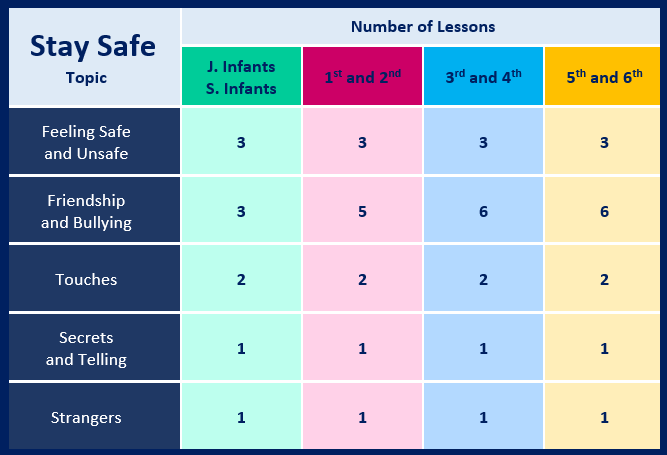 Stay Safe
Topic
Number of Lessons
J. Infants
S. Infants
1st and 2nd
3rd and 4th
5th and 6th
Feeling Safe
and Unsafe
3
3
3
3
Friendship
and Bullying
3
5
6
6
Touches
2
2
2
2
Secrets
and Telling
1
1
1
1
Strangers
1
1
1
1